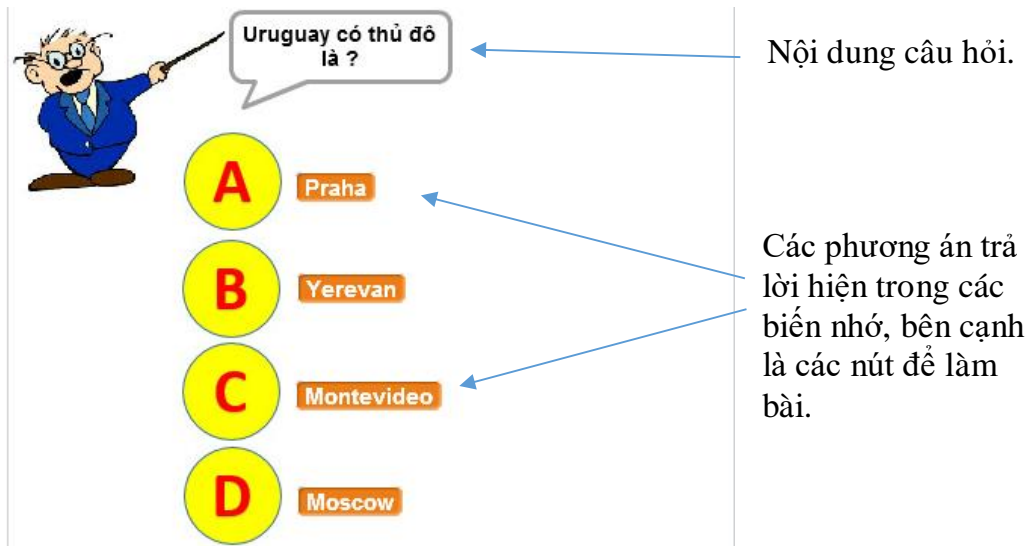 Uruguay có thủ đô
là ?
Nội dung câu hỏi.
A
Praha
B
Yerevan
C
Montevideo
D
Moscow
Các phương án trả
lời hiện trong các
biến nhớ, bên cạnh
là các nút để làm
bài.